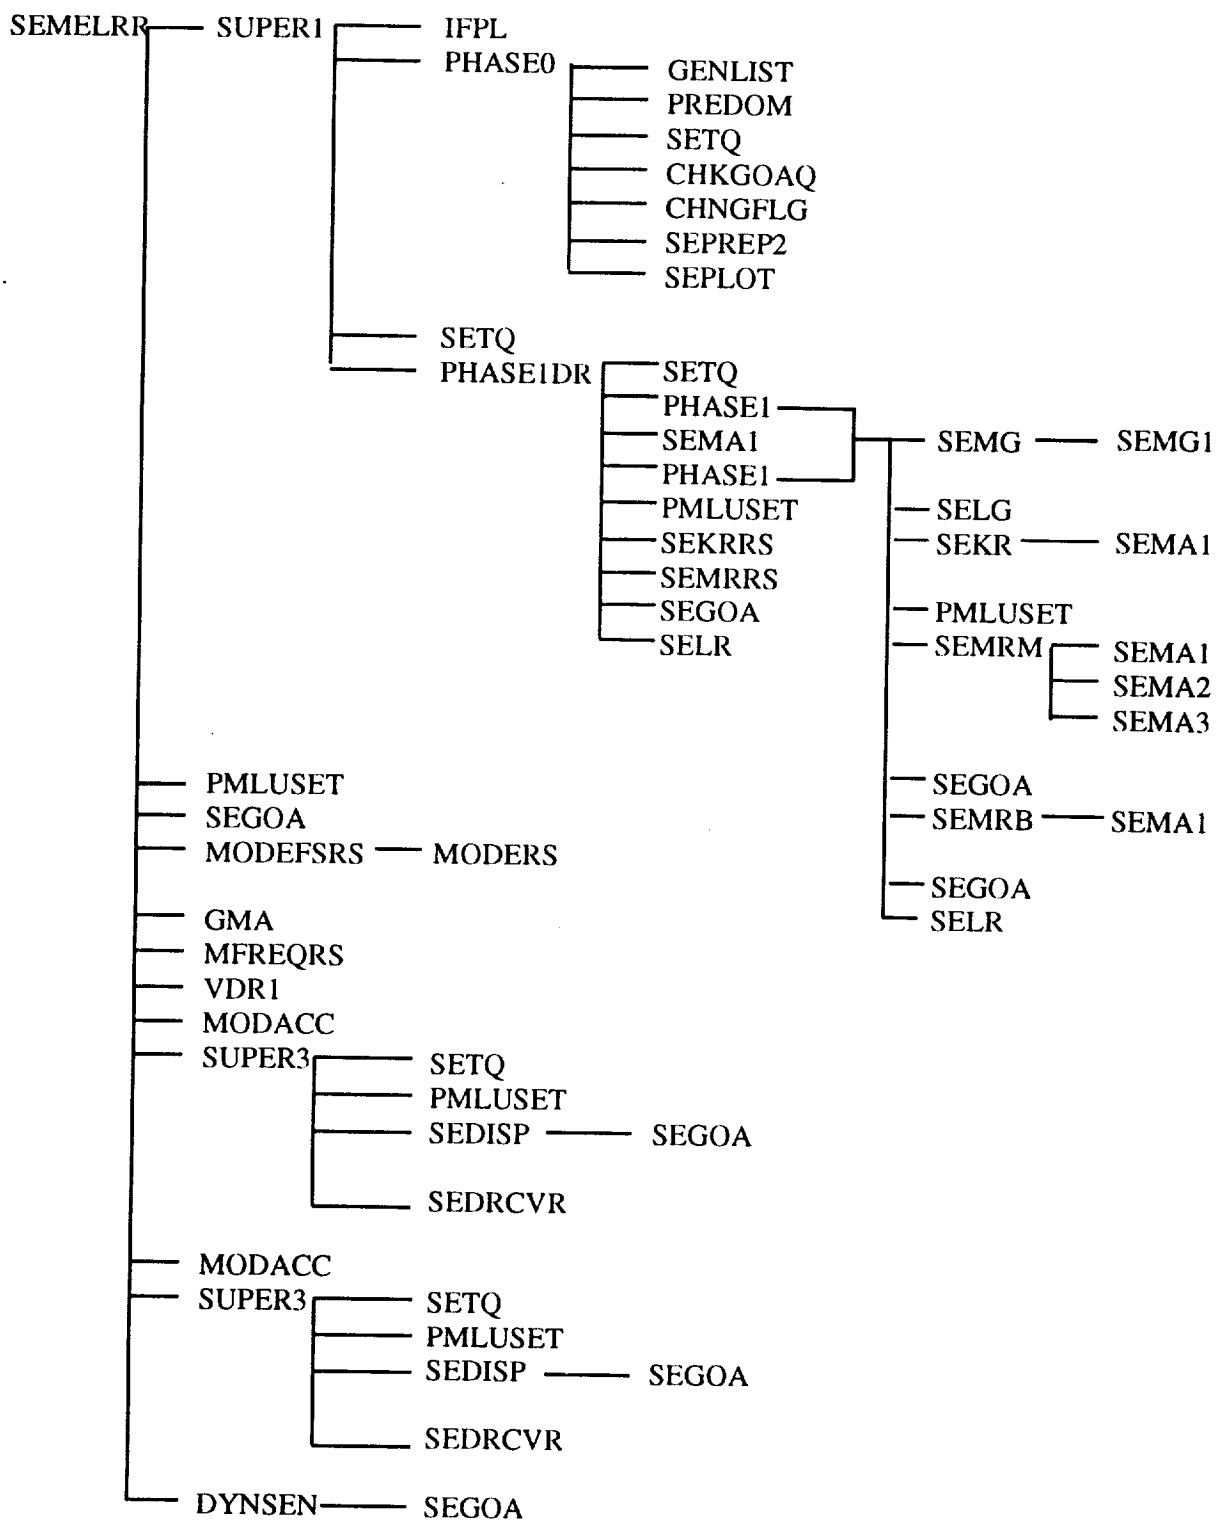 SEMELRR SUPER1 IFPL
PHASE0
GENLIST
PREDOM
SETQ
CHKGOAQ
CHNGFLG
SEPREP2
SEPLOT
SETQ
PHASE1DR
SETQ
PHASE1
SEMA1
PHASE1
PMLUSET
SEKRRS
SEMRRS
SEGOA
SELR
SEMG SEMG1
SELG
SEKR SEMA1
PMLUSET
SEMRM
SEMA1
SEMA2
SEMA3
SEGOA
SEMRB SEMA1
SEGOA
SELR
PMLUSET
SEGOA
MODEFSRS MODERS
GMA
MFREQRS
VDR1
MODACC
SUPER3
SETQ
PMLUSET
SEDISP SEGOA
SEDRCVR
MODACC
SUPER3
SETQ
PMLUSET
SEDISP SEGOA
SEDRCVR
DYNSEN SEGOA